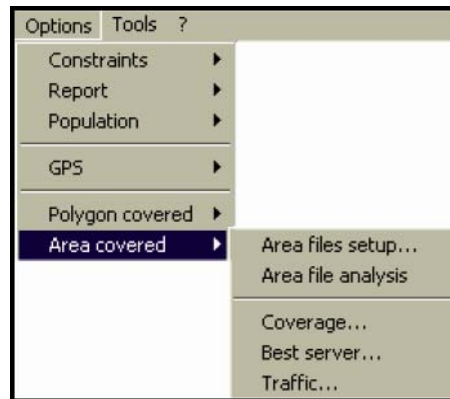 Options Tools ?
Constraints
Report
Population
GPS
Polygon covered
Area covered
Area files setup...
Area file analysis
Coverage...
Best server...
Traffic...